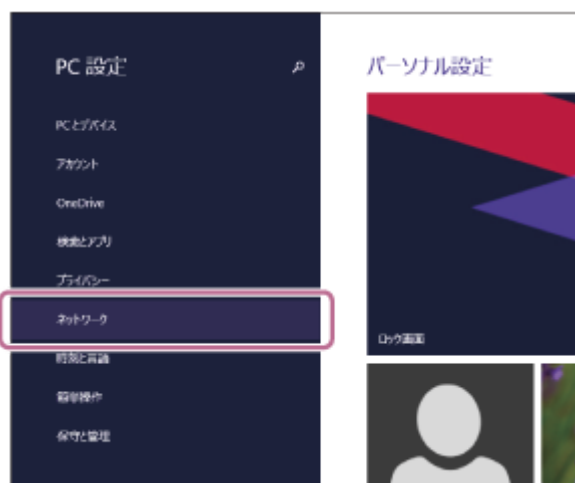 PC 設定
パーソナル設定
PCとデバイス
アカウント
OneDrive
検索とアプリ
プライバシー
ネットワーク
時刻と言語
簡単操作
保守と管理
ロック画面